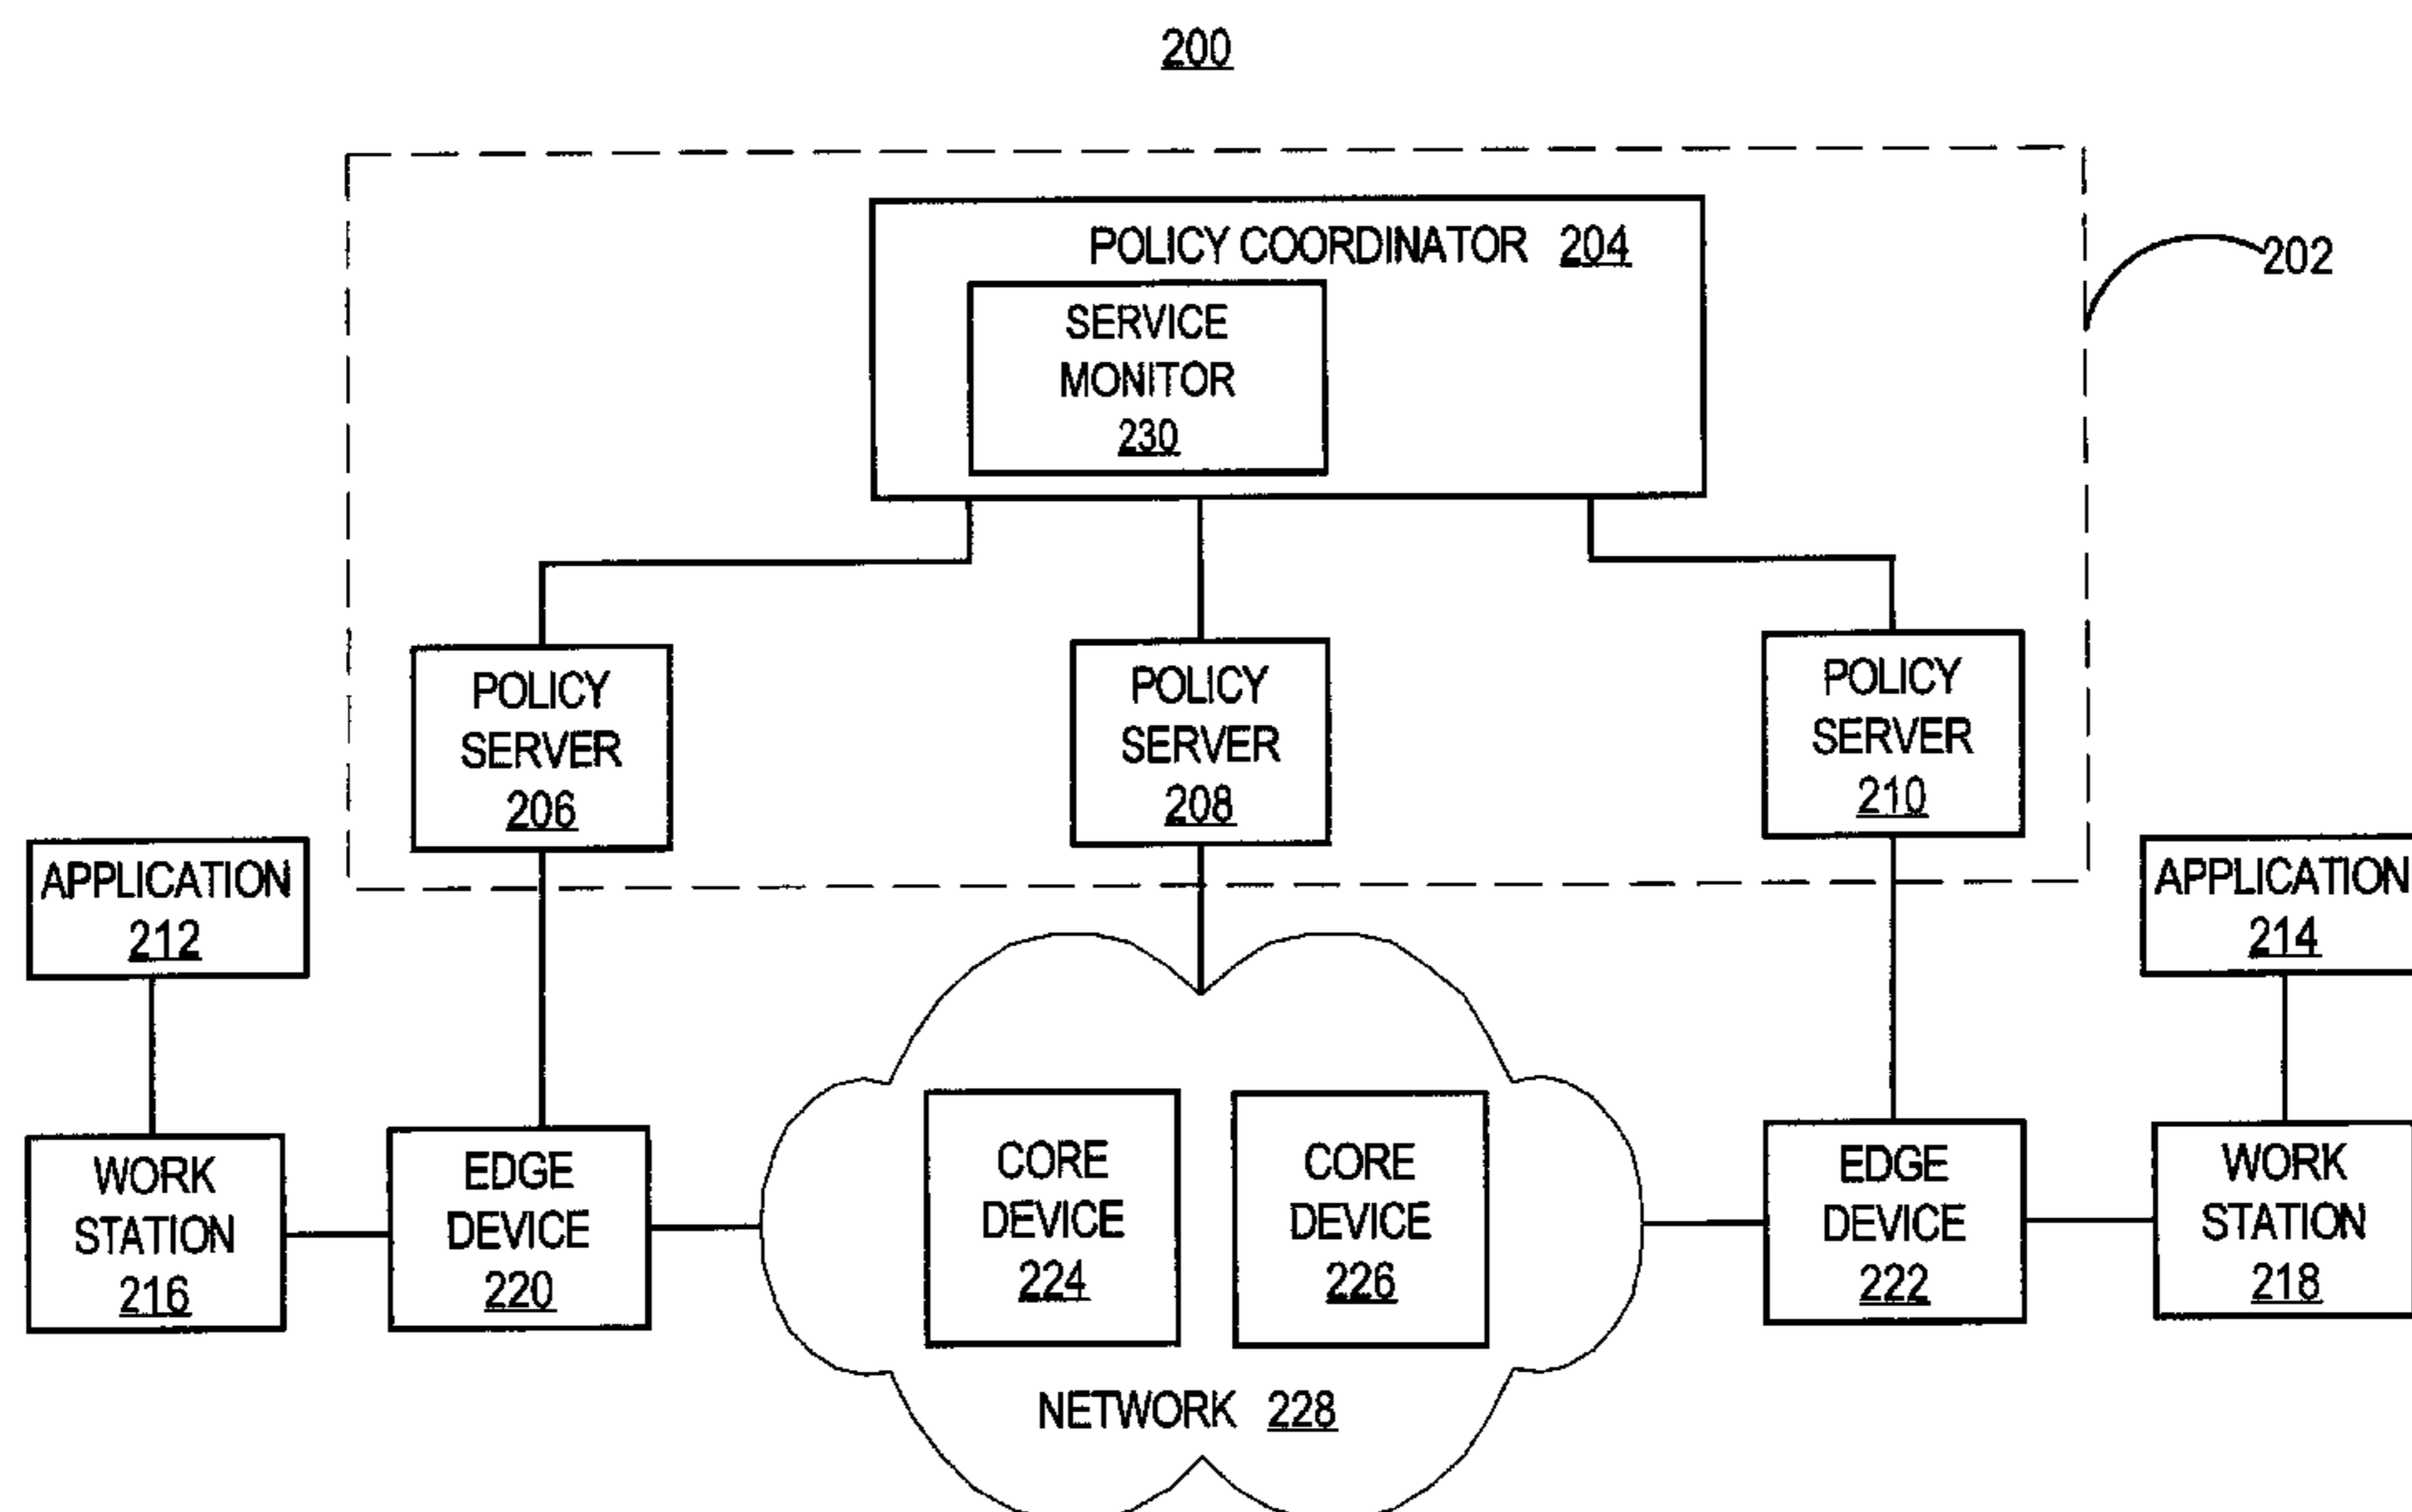 200
POLICY COORDINATOR 204
202
SERVICE
MONITOR
230
POLICY
SERVER
206
POLICY
SERVER
208
POLICY
SERVER
210
APPLICATION
212
APPLICATION
214
WORK
STATION
216
EDGE
DEVICE
220
CORE
DEVICE
224
CORE
DEVICE
226
EDGE
DEVICE
222
WORK
STATION
218
NETWORK 228